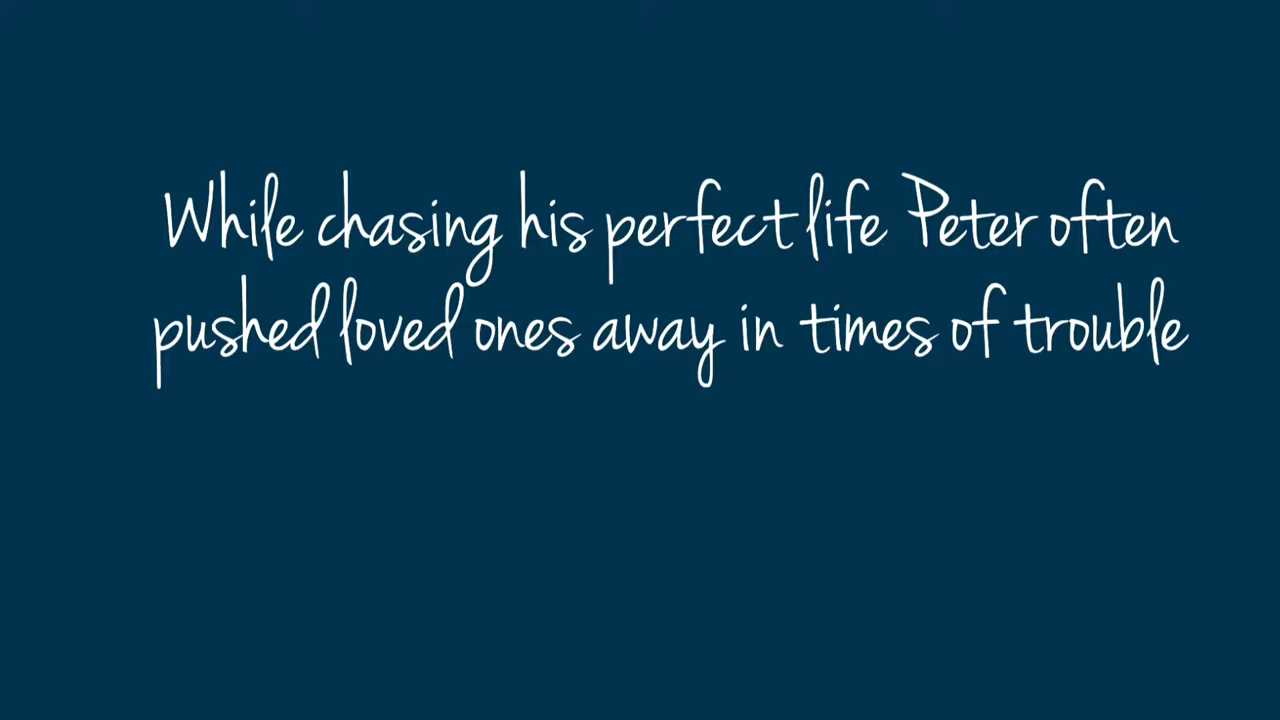 While chasing his perfect life Peter often
pushed loved ones away in times of trouble